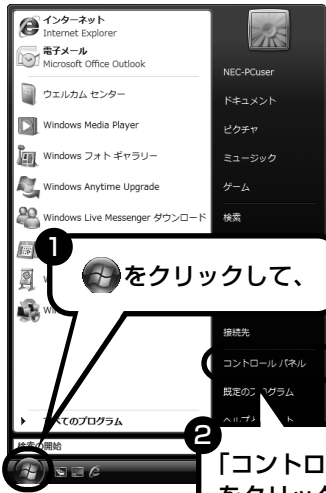 インターネット
Internet Explorer
電子メール
Microsoft Office Outlook
ウェルカム センター
Windows Media Player
Windows フォト ギャラリー
Windows Anytime Upgrade
Windows Live Messenger ダウンロード
すべてのプログラム
検索の開始
NEC-PCuser
ドキュメント
ピクチャ
ミュージック
ゲーム
検索
接続先
コントロール パネル
既定のプログラム
1
をクリックして、
2
「コントロ
をクリック